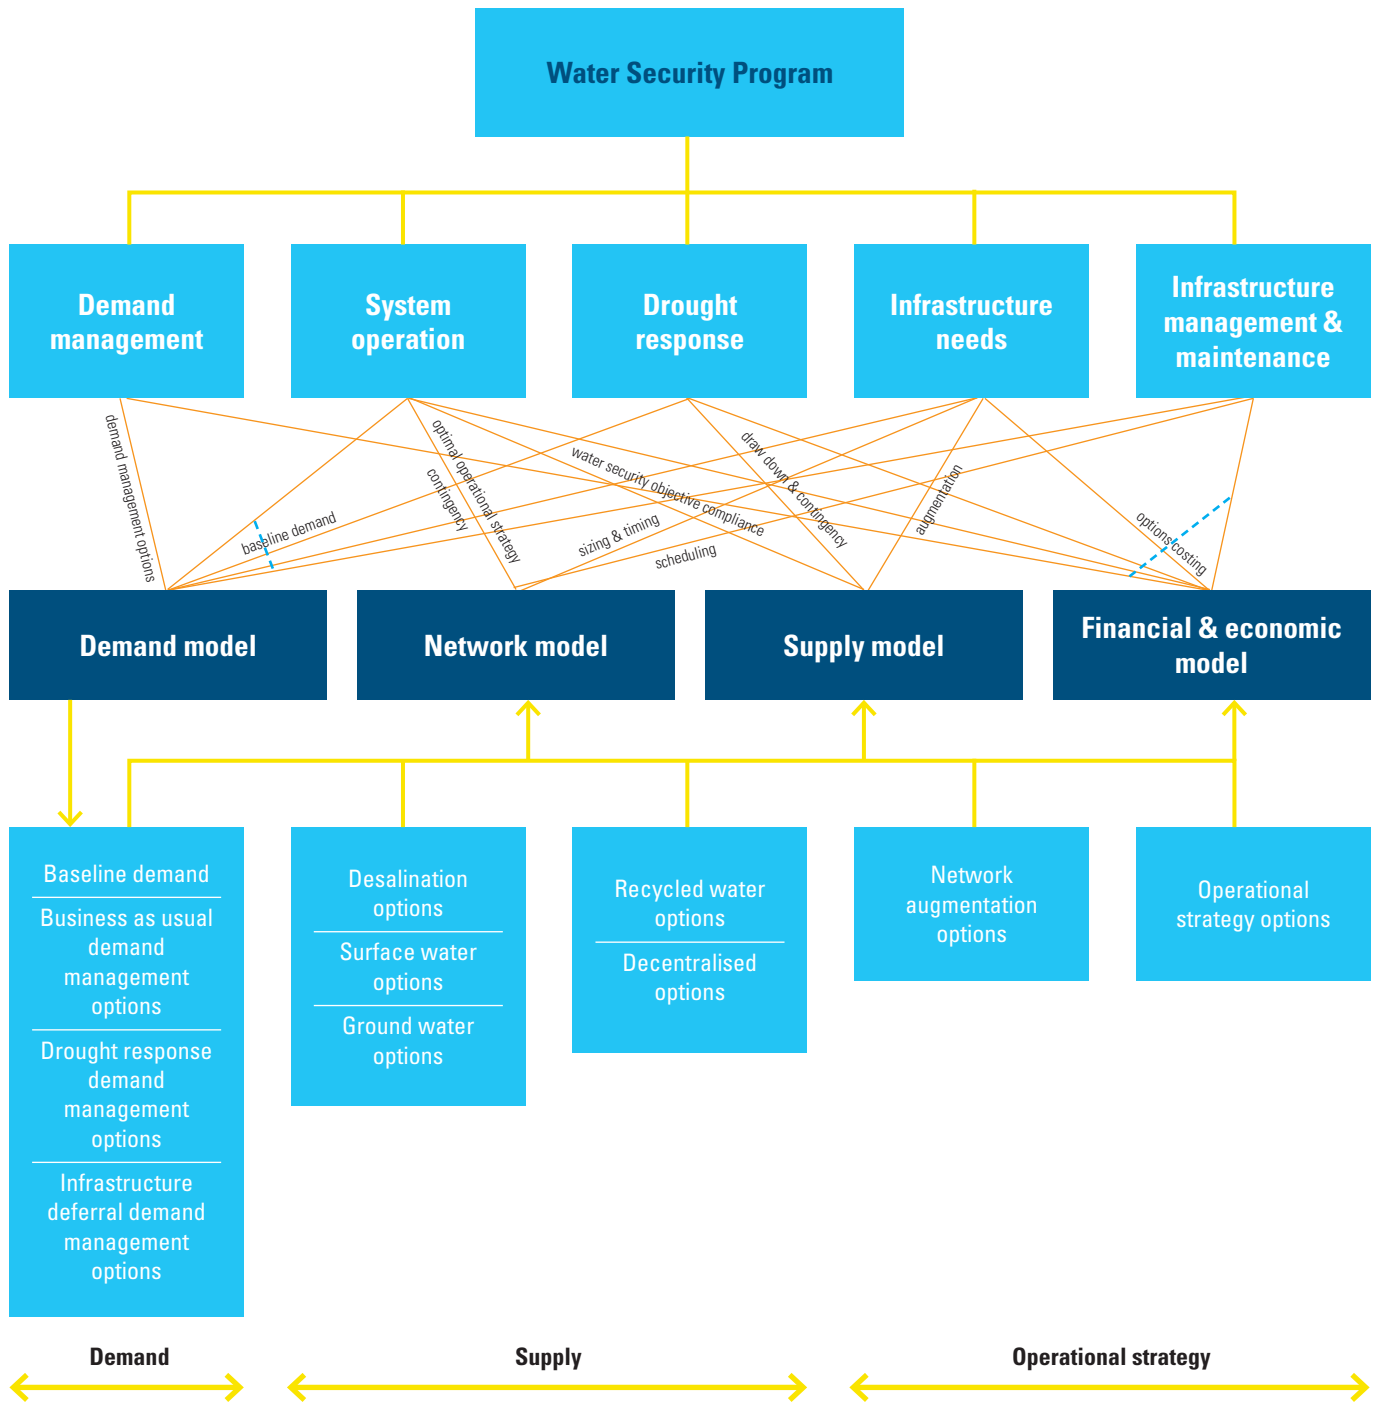 Water Security Program
Demand
management
System
operation
Drought
response
Infrastructure
needs
Infrastructure
management &
maintenance
demand management options
baseline demand
contingency
optimal operational strategy
water security objective compliance
sizing & timing
scheduling
draw down & contingency
augmentation
options costing
Demand model
Network model
Supply model
Financial & economic
model
Baseline demand
Business as usual
demand
management
options
Drought response
demand
management
options
Infrastructure
deferral demand
management
options
Desalination
options
Surface water
options
Ground water
options
Recycled water
options
Decentralised
options
Network
augmentation
options
Operational
strategy options
Demand
Supply
Operational strategy